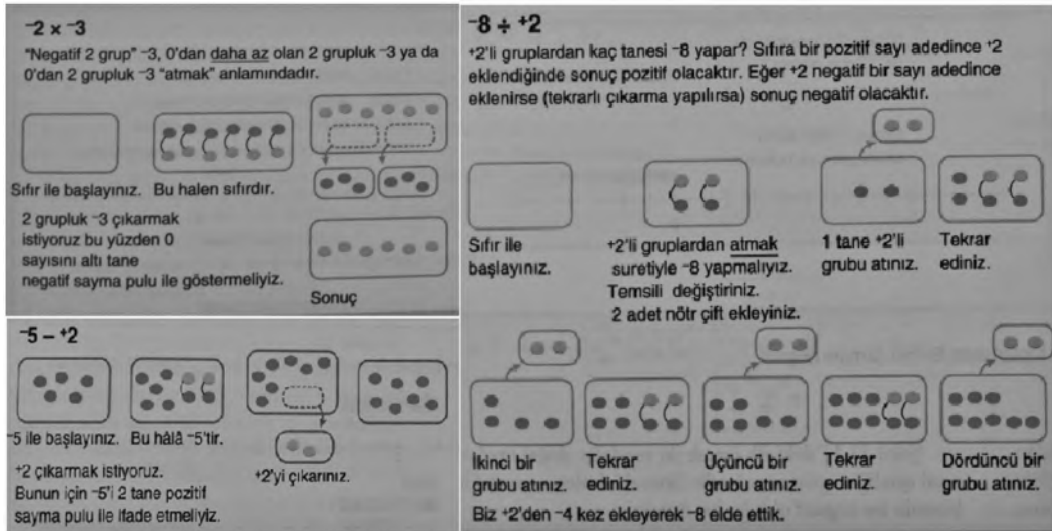 ⁻2 × ⁻3
"Negatif 2 grup" ⁻3, 0'dan daha az olan 2 grupluk ⁻3 ya da
0'dan 2 grupluk ⁻3 "atmak" anlamındadır.
Sıfır ile başlayınız. Bu halen sıfırdır.
2 grupluk ⁻3 çıkarmak
istiyoruz bu yüzden 0
sayısını altı tane
negatif sayma pulu ile göstermeliyiz.
Sonuç
⁻5 – ⁺2
⁻5 ile başlayınız. Bu hâlâ ⁻5'tir.
⁺2 çıkarmak istiyoruz.
Bunun için ⁻5'i 2 tane pozitif
sayma pulu ile ifade etmeliyiz.
⁺2'yi çıkarınız.
⁻8 ÷ ⁺2
⁺2'li gruplardan kaç tanesi ⁻8 yapar? Sıfıra bir pozitif sayı adedince ⁺2
eklendiğinde sonuç pozitif olacaktır. Eğer ⁺2 negatif bir sayı adedince
eklenirse (tekrarlı çıkarma yapılırsa) sonuç negatif olacaktır.
Sıfır ile
başlayınız.
⁺2'li gruplardan atmak
suretiyle ⁻8 yapmalıyız.
Temsili değiştiriniz.
2 adet nötr çift ekleyiniz.
1 tane ⁺2'li
grubu atınız.
Tekrar
ediniz.
İkinci bir
grubu atınız.
Tekrar
ediniz.
Üçüncü bir
grubu atınız.
Tekrar
ediniz.
Dördüncü bir
grubu atınız.
Biz ⁺2'den ⁻4 kez ekleyerek ⁻8 elde ettik.